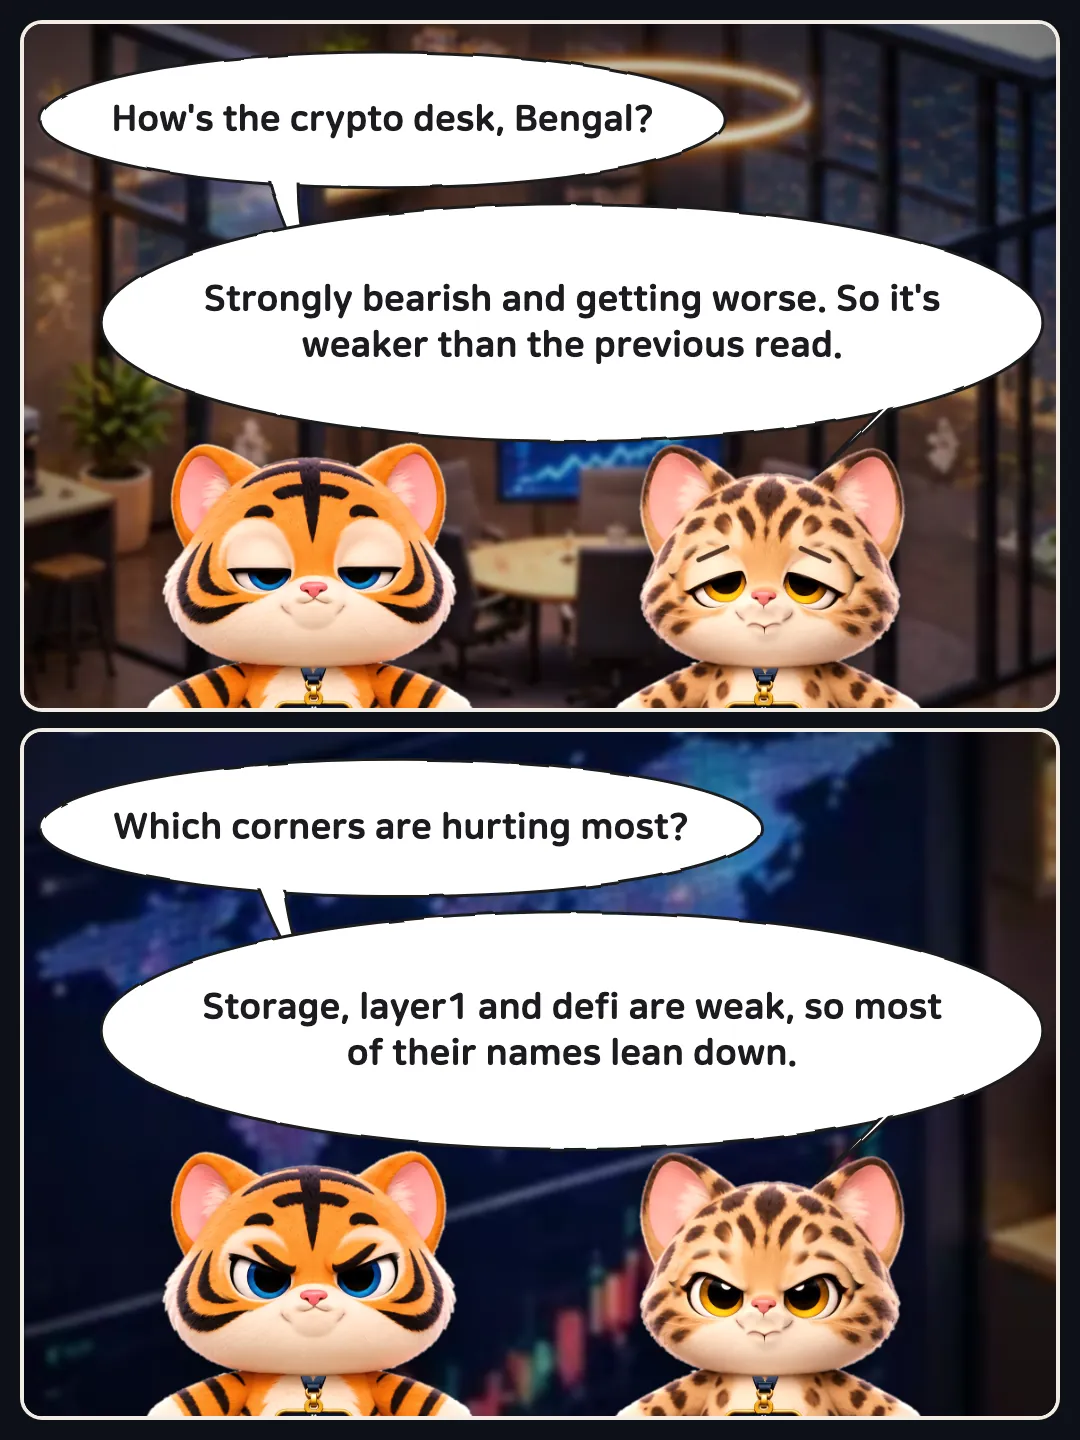 How's the crypto desk, Bengal?
Strongly bearish and getting worse. So it's
weaker than the previous read.
Which corners are hurting most?
Storage, layer1 and defi are weak, so most
of their names lean down.